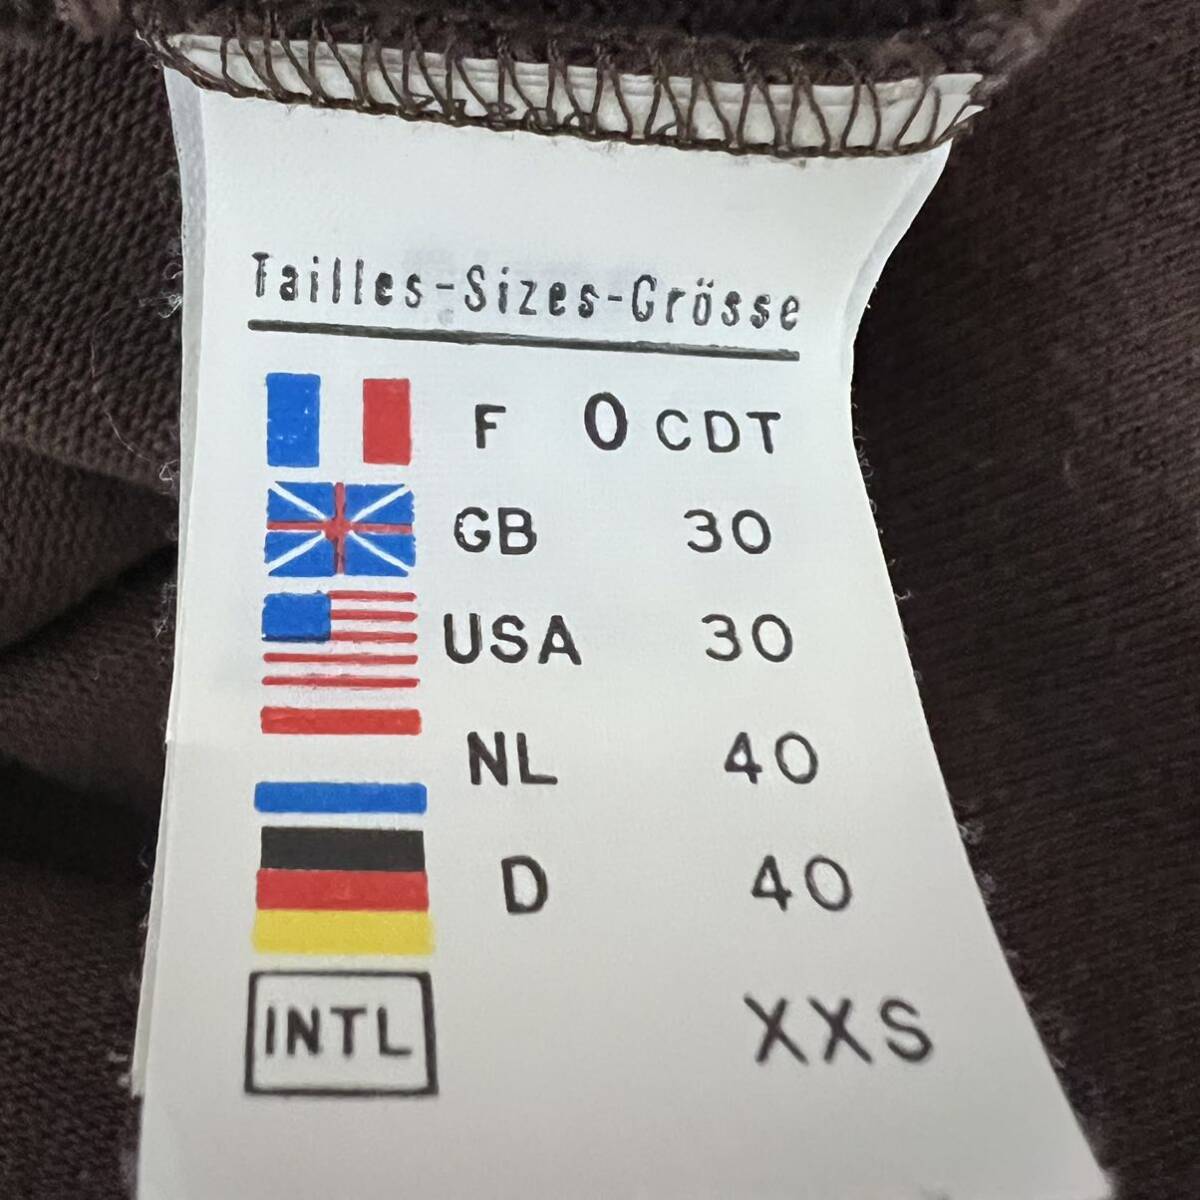 Tailles-Sizes-Grösse
F 0 CDT
GB 30
USA 30
NL 40
D 40
INTL XXS